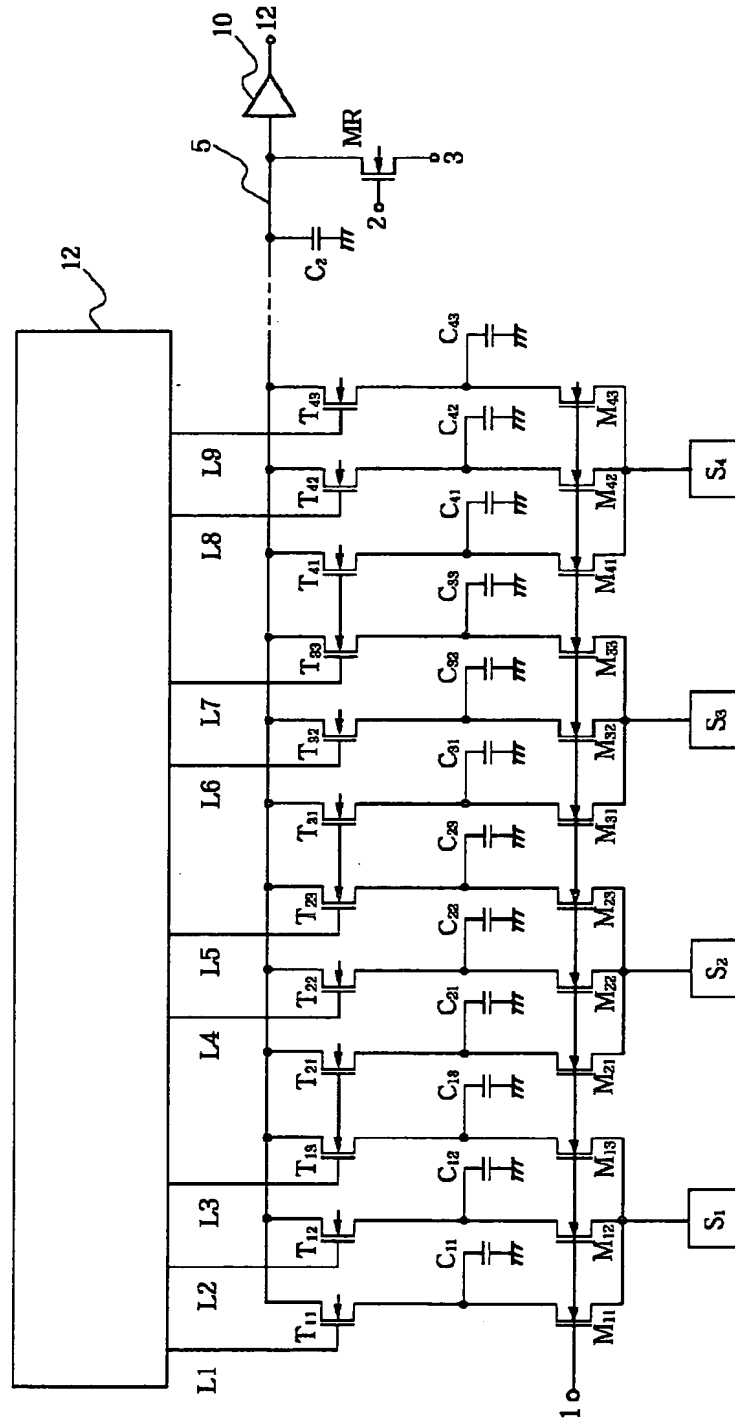 12
10
12
5
MR
2
3
C₂
L1
L2
L3
L4
L5
L6
L7
L8
L9
T₁₁
T₁₂
T₁₃
T₂₁
T₂₂
T₂₃
T₃₁
T₃₂
T₃₃
T₄₁
T₄₂
T₄₃
C₁₁
C₁₂
C₁₃
C₂₁
C₂₂
C₂₃
C₃₁
C₃₂
C₃₃
C₄₁
C₄₂
C₄₃
1
M₁₁
M₁₂
M₁₃
M₂₁
M₂₂
M₂₃
M₃₁
M₃₂
M₃₃
M₄₁
M₄₂
M₄₃
S₁
S₂
S₃
S₄